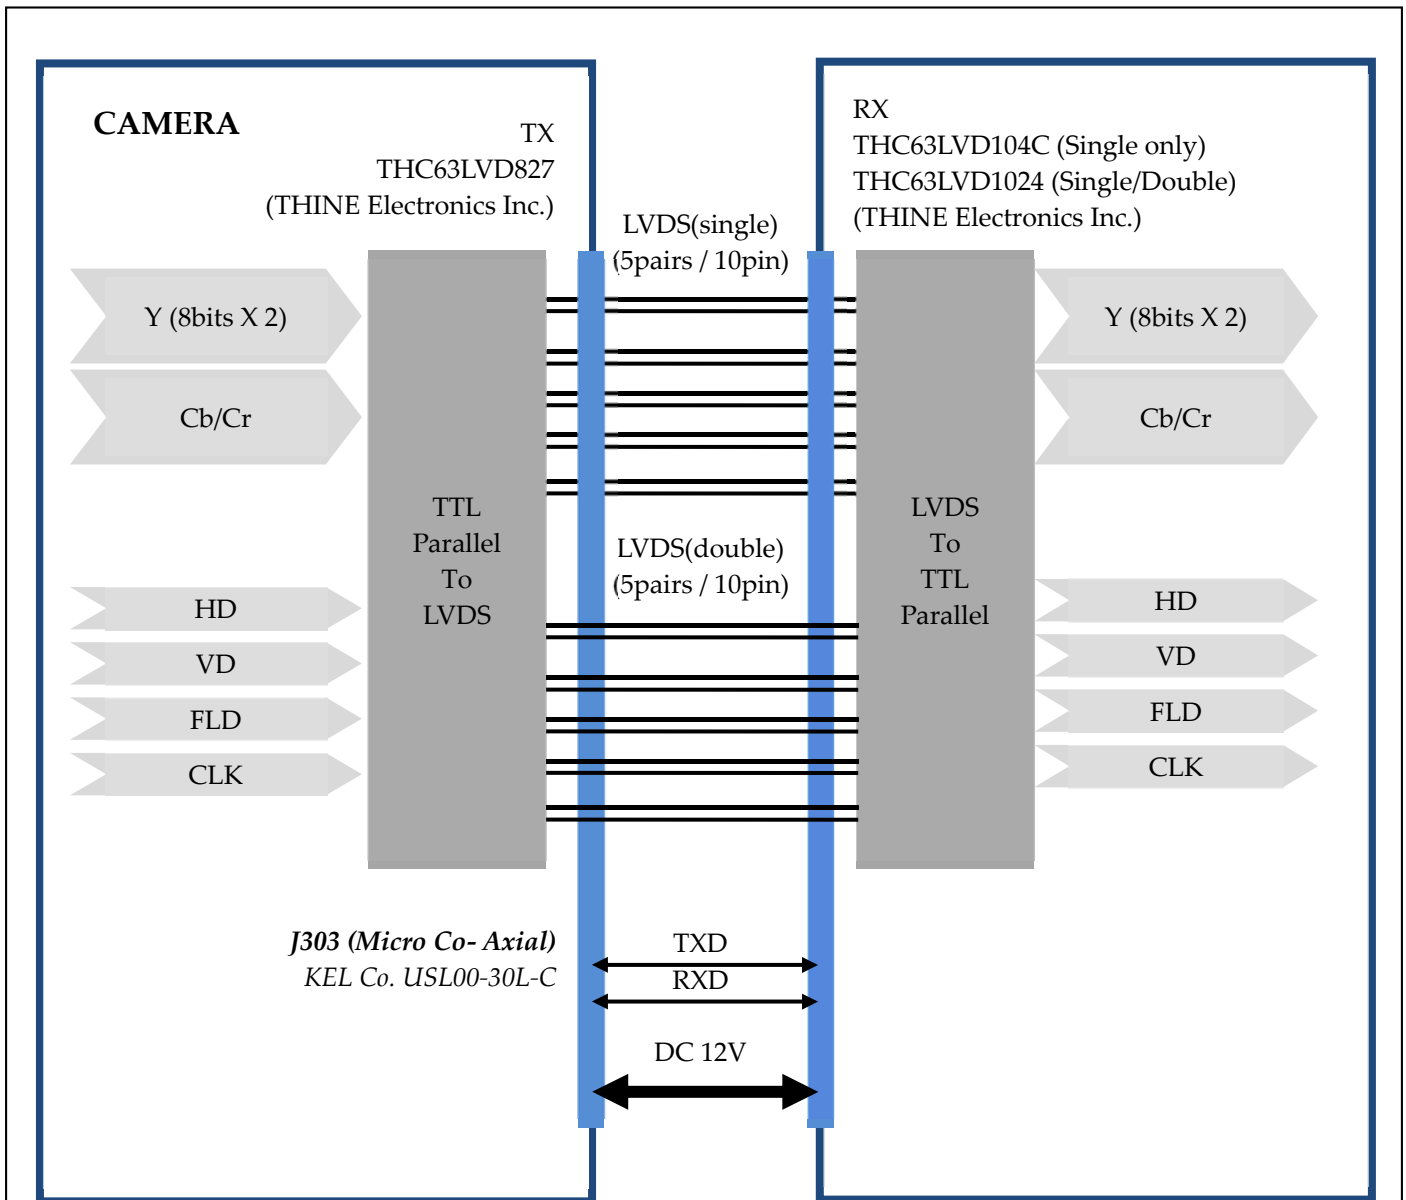 CAMERA
TX
THC63LVD827
(THINE Electronics Inc.)
RX
THC63LVD104C (Single only)
THC63LVD1024 (Single/Double)
(THINE Electronics Inc.)
LVDS(single)
(5pairs / 10pin)
Y (8bits X 2)
Cb/Cr
HD
VD
FLD
CLK
TTL
Parallel
To
LVDS
LVDS(double)
(5pairs / 10pin)
LVDS
To
TTL
Parallel
Y (8bits X 2)
Cb/Cr
HD
VD
FLD
CLK
J303 (Micro Co- Axial)
KEL Co. USL00-30L-C
TXD
RXD
DC 12V